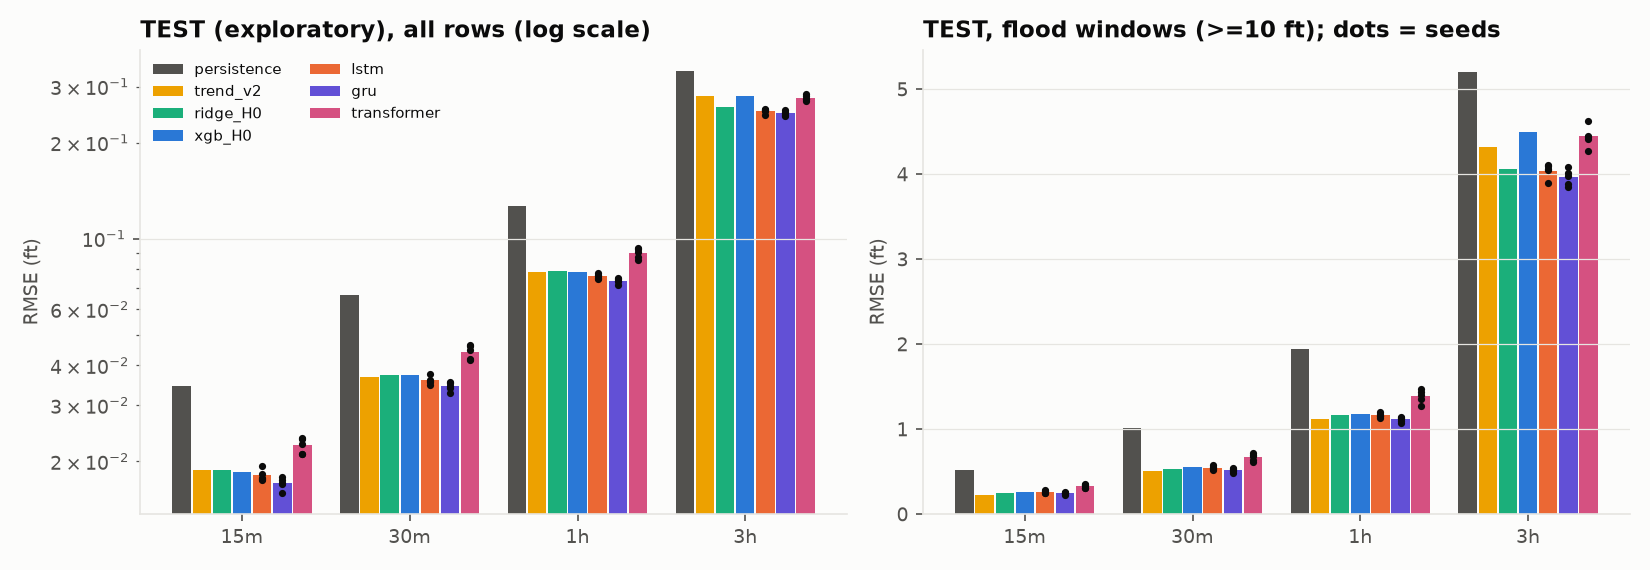 TEST (exploratory), all rows (log scale)
persistence
trend_v2
ridge_H0
xgb_H0
lstm
gru
transformer
RMSE (ft)
3 × 10⁻¹
2 × 10⁻¹
10⁻¹
6 × 10⁻²
4 × 10⁻²
3 × 10⁻²
2 × 10⁻²
15m
30m
1h
3h
TEST, flood windows (>=10 ft); dots = seeds
RMSE (ft)
5
4
3
2
1
0
15m
30m
1h
3h